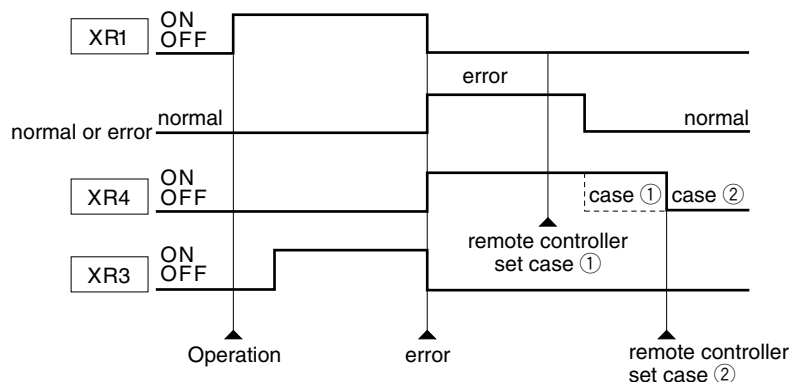 XR1
ON
OFF
error
normal or error
normal
normal
XR4
ON
OFF
case ①
case ②
remote controller
set case ①
XR3
ON
OFF
Operation
error
remote controller
set case ②